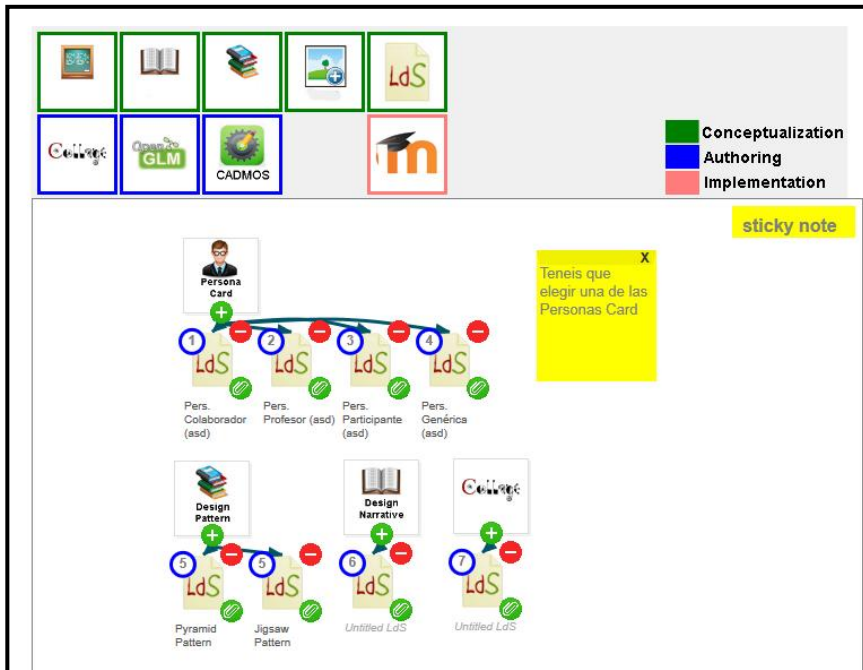 LdS
Collage
Open
GLM
CADMOS
m
Conceptualization
Authoring
Implementation
sticky note
X
Teneis que
elegir una de las
Personas Card
Persona
Card
1
2
3
4
LdS
LdS
LdS
LdS
Pers.
Colaborador
(asd)
Pers.
Profesor (asd)
Pers.
Participante
(asd)
Pers.
Genérica
(asd)
Design
Pattern
Design
Narrative
Collage
5
5
6
7
LdS
LdS
LdS
LdS
Pyramid
Pattern
Jigsaw
Pattern
Untitled LdS
Untitled LdS